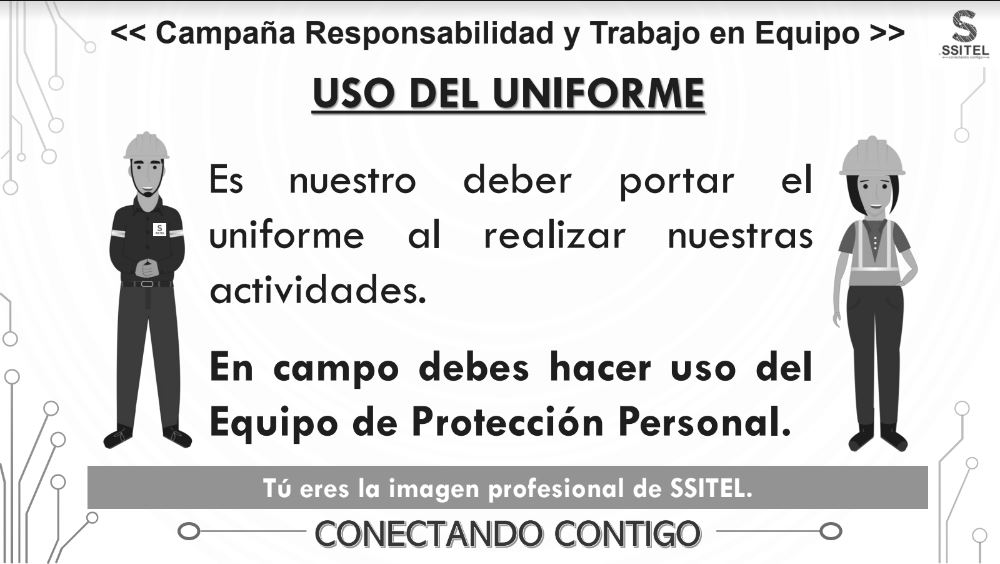 << Campaña Responsabilidad y Trabajo en Equipo >>
SSITEL
USO DEL UNIFORME
Es nuestro deber portar el
uniforme al realizar nuestras
actividades.
En campo debes hacer uso del
Equipo de Protección Personal.
Tú eres la imagen profesional de SSITEL.
CONECTANDO CONTIGO